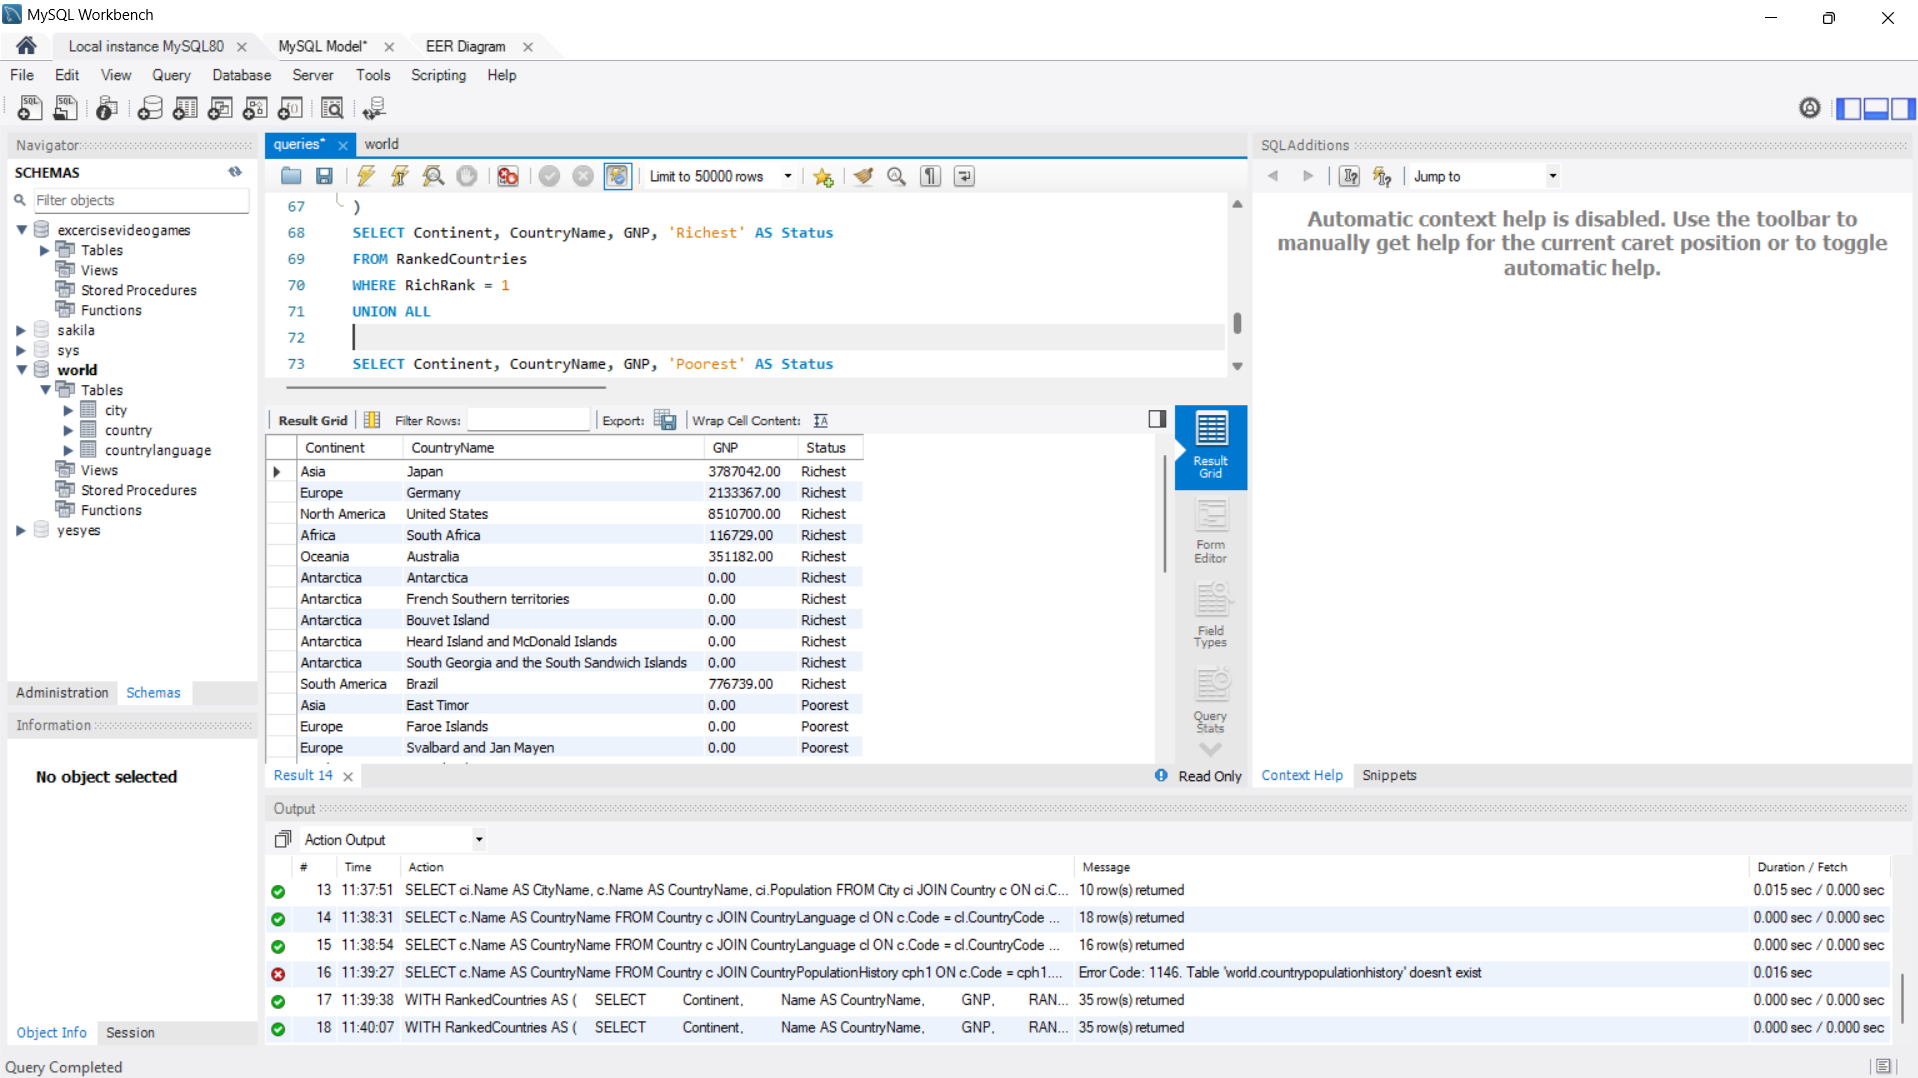 MySQL Workbench
Local instance MySQL80
MySQL Model*
EER Diagram
File Edit View Query Database Server Tools Scripting Help
Navigator
SCHEMAS
Filter objects
excercisevideogames
Tables
Views
Stored Procedures
Functions
sakila
sys
world
Tables
city
country
countrylanguage
Views
Stored Procedures
Functions
yesyes
Administration Schemas
Information
No object selected
Object Info Session
Query Completed
queries* world
Limit to 50000 rows
67 )
68 SELECT Continent, CountryName, GNP, 'Richest' AS Status
69 FROM RankedCountries
70 WHERE RichRank = 1
71 UNION ALL
72
73 SELECT Continent, CountryName, GNP, 'Poorest' AS Status
Result Grid Filter Rows: Export: Wrap Cell Content:
Continent CountryName GNP Status
Asia Japan 3787042.00 Richest
Europe Germany 2133367.00 Richest
North America United States 8510700.00 Richest
Africa South Africa 116729.00 Richest
Oceania Australia 351182.00 Richest
Antarctica Antarctica 0.00 Richest
Antarctica French Southern territories 0.00 Richest
Antarctica Bouvet Island 0.00 Richest
Antarctica Heard Island and McDonald Islands 0.00 Richest
Antarctica South Georgia and the South Sandwich Islands 0.00 Richest
South America Brazil 776739.00 Richest
Asia East Timor 0.00 Poorest
Europe Faroe Islands 0.00 Poorest
Europe Svalbard and Jan Mayen 0.00 Poorest
Result Grid
Form Editor
Field Types
Query Stats
Result 14
Read Only
SQLAdditions
Jump to
Automatic context help is disabled. Use the toolbar to
manually get help for the current caret position or to toggle
automatic help.
Context Help Snippets
Output
Action Output
# Time Action Message Duration / Fetch
13 11:37:51 SELECT ci.Name AS CityName, c.Name AS CountryName, ci.Population FROM City ci JOIN Country c ON ci.C... 10 row(s) returned 0.015 sec / 0.000 sec
14 11:38:31 SELECT c.Name AS CountryName FROM Country c JOIN CountryLanguage cl ON c.Code = cl.CountryCode ... 18 row(s) returned 0.000 sec / 0.000 sec
15 11:38:54 SELECT c.Name AS CountryName FROM Country c JOIN CountryLanguage cl ON c.Code = cl.CountryCode ... 16 row(s) returned 0.000 sec / 0.000 sec
16 11:39:27 SELECT c.Name AS CountryName FROM Country c JOIN CountryPopulationHistory cph1 ON c.Code = cph1.... Error Code: 1146. Table 'world.countrypopulationhistory' doesn't exist 0.016 sec
17 11:39:38 WITH RankedCountries AS ( SELECT Continent, Name AS CountryName, GNP, RAN... 35 row(s) returned 0.000 sec / 0.000 sec
18 11:40:07 WITH RankedCountries AS ( SELECT Continent, Name AS CountryName, GNP, RAN... 35 row(s) returned 0.000 sec / 0.000 sec